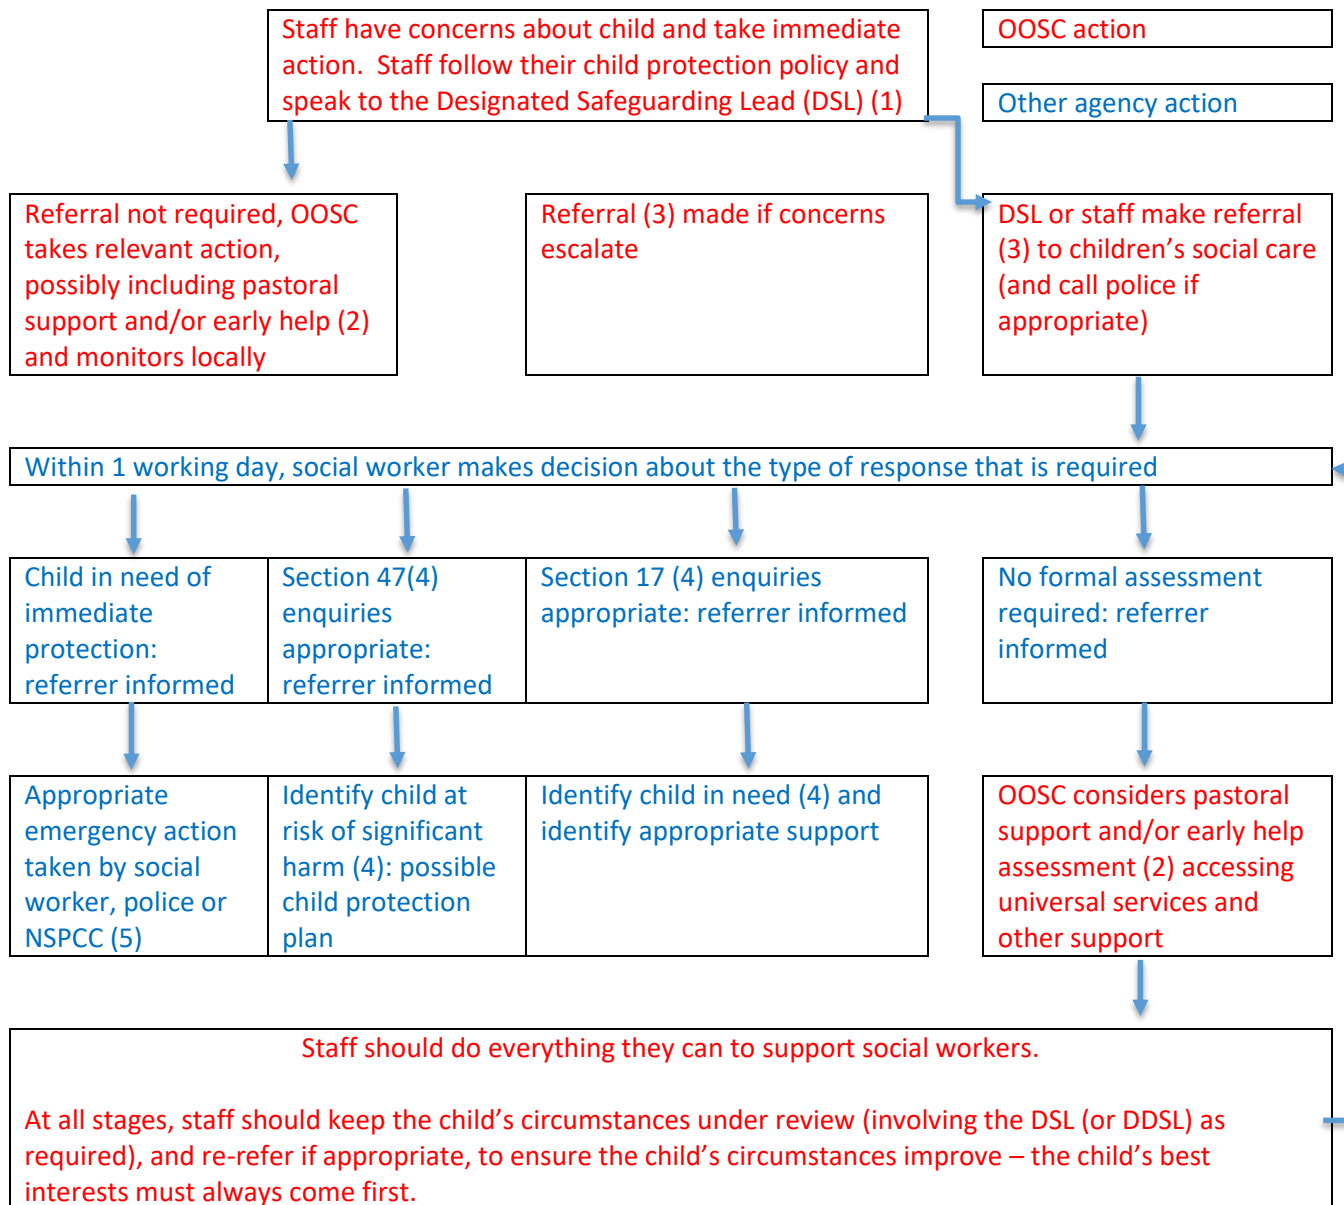 Staff have concerns about child and take immediate
action.  Staff follow their child protection policy and
speak to the Designated Safeguarding Lead (DSL) (1)
OOSC action
Other agency action
Referral not required, OOSC
takes relevant action,
possibly including pastoral
support and/or early help (2)
and monitors locally
Referral (3) made if concerns
escalate
DSL or staff make referral
(3) to children’s social care
(and call police if
appropriate)
Within 1 working day, social worker makes decision about the type of response that is required
Child in need of
immediate
protection:
referrer informed
Section 47(4)
enquiries
appropriate:
referrer informed
Section 17 (4) enquiries
appropriate: referrer informed
No formal assessment
required: referrer
informed
Appropriate
emergency action
taken by social
worker, police or
NSPCC (5)
Identify child at
risk of significant
harm (4): possible
child protection
plan
Identify child in need (4) and
identify appropriate support
OOSC considers pastoral
support and/or early help
assessment (2) accessing
universal services and
other support
Staff should do everything they can to support social workers.
At all stages, staff should keep the child’s circumstances under review (involving the DSL (or DDSL) as
required), and re-refer if appropriate, to ensure the child’s circumstances improve – the child’s best
interests must always come first.